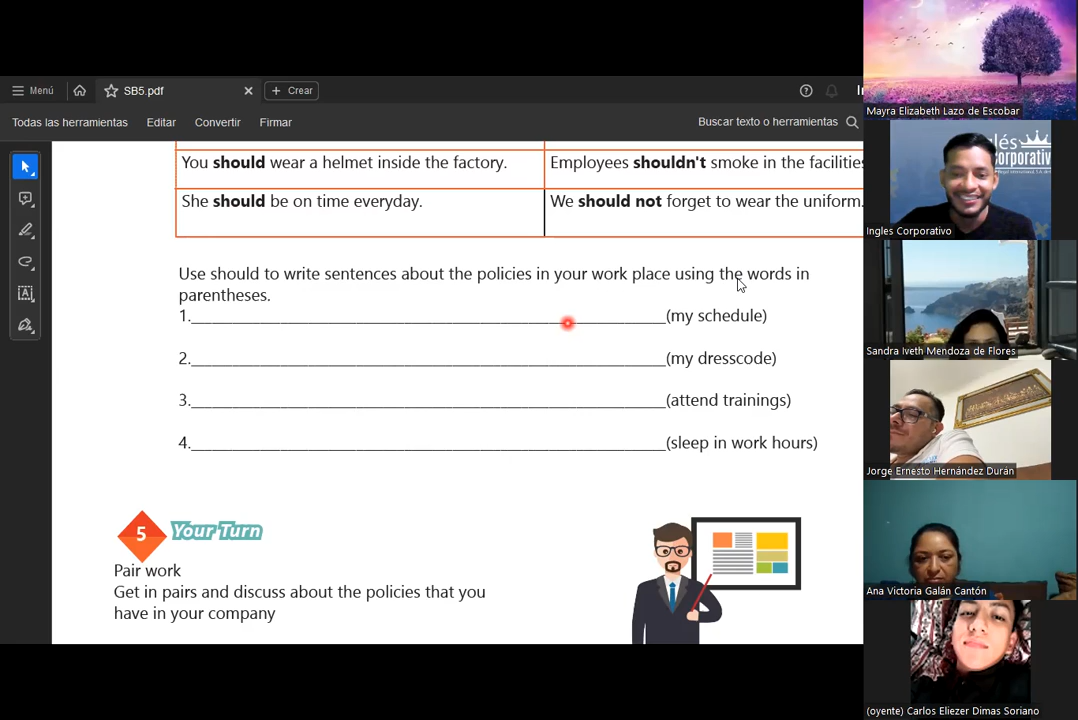 Menú
SB5.pdf
Crear
Todas las herramientas
Editar
Convertir
Firmar
Buscar texto o herramientas
You should wear a helmet inside the factory.
Employees shouldn't smoke in the facilities
She should be on time everyday.
We should not forget to wear the uniform.
Use should to write sentences about the policies in your work place using the words in
parentheses.
1.______________________________(my schedule)
2.______________________________(my dresscode)
3.______________________________(attend trainings)
4.______________________________(sleep in work hours)
5 Your Turn
Pair work
Get in pairs and discuss about the policies that you
have in your company
Mayra Elizabeth Lazo de Escobar
Ingles Corporativo
Sandra Iveth Mendoza de Flores
Jorge Ernesto Hernández Durán
Ana Victoria Galán Cantón
(oyente) Carlos Eliezer Dimas Soriano